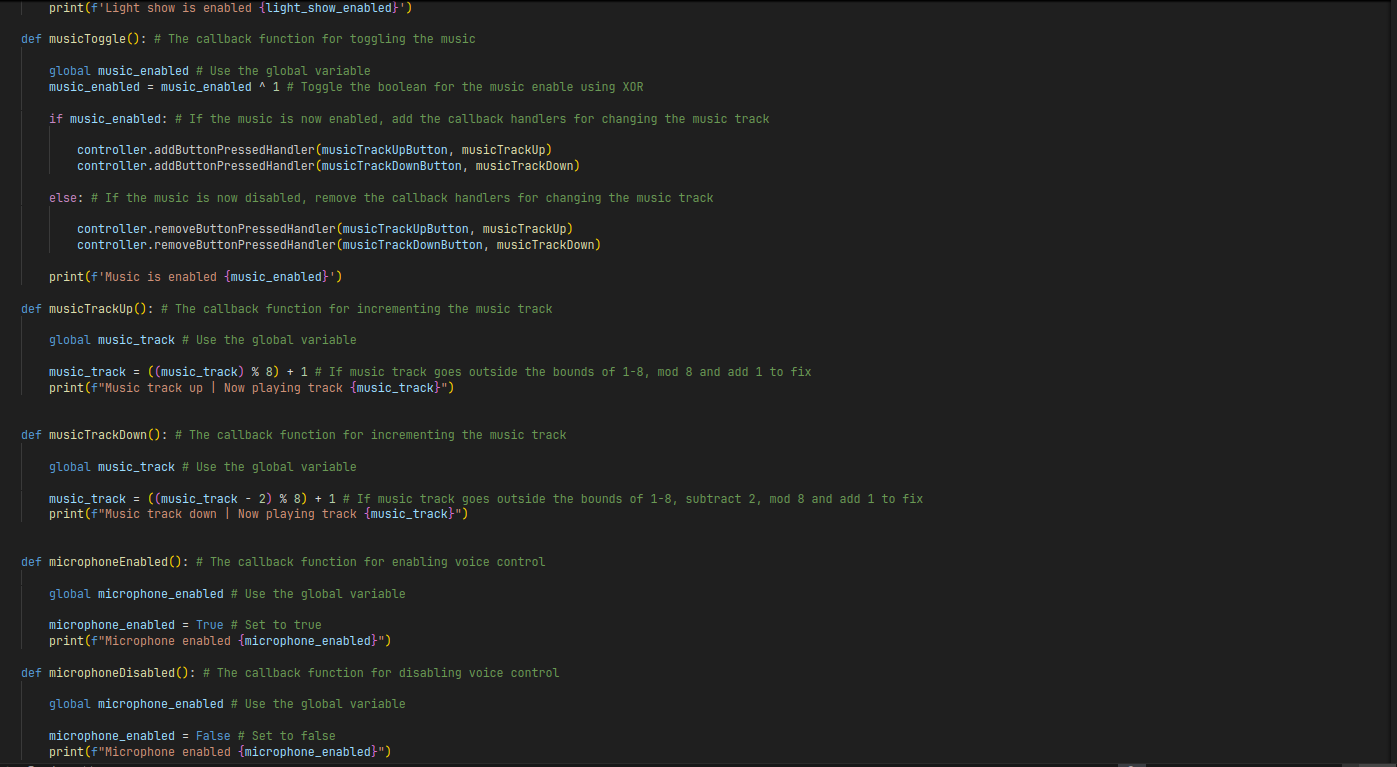 print(f'Light show is enabled {light_show_enabled}')
def musicToggle(): # The callback function for toggling the music
global music_enabled # Use the global variable
music_enabled = music_enabled ^ 1 # Toggle the boolean for the music enable using XOR
if music_enabled: # If the music is now enabled, add the callback handlers for changing the music track
controller.addButtonPressedHandler(musicTrackUpButton, musicTrackUp)
controller.addButtonPressedHandler(musicTrackDownButton, musicTrackDown)
else: # If the music is now disabled, remove the callback handlers for changing the music track
controller.removeButtonPressedHandler(musicTrackUpButton, musicTrackUp)
controller.removeButtonPressedHandler(musicTrackDownButton, musicTrackDown)
print(f'Music is enabled {music_enabled}')
def musicTrackUp(): # The callback function for incrementing the music track
global music_track # Use the global variable
music_track = ((music_track) % 8) + 1 # If music track goes outside the bounds of 1-8, mod 8 and add 1 to fix
print(f"Music track up | Now playing track {music_track}")
def musicTrackDown(): # The callback function for incrementing the music track
global music_track # Use the global variable
music_track = ((music_track - 2) % 8) + 1 # If music track goes outside the bounds of 1-8, subtract 2, mod 8 and add 1 to fix
print(f"Music track down | Now playing track {music_track}")
def microphoneEnabled(): # The callback function for enabling voice control
global microphone_enabled # Use the global variable
microphone_enabled = True # Set to true
print(f"Microphone enabled {microphone_enabled}")
def microphoneDisabled(): # The callback function for disabling voice control
global microphone_enabled # Use the global variable
microphone_enabled = False # Set to false
print(f"Microphone enabled {microphone_enabled}")